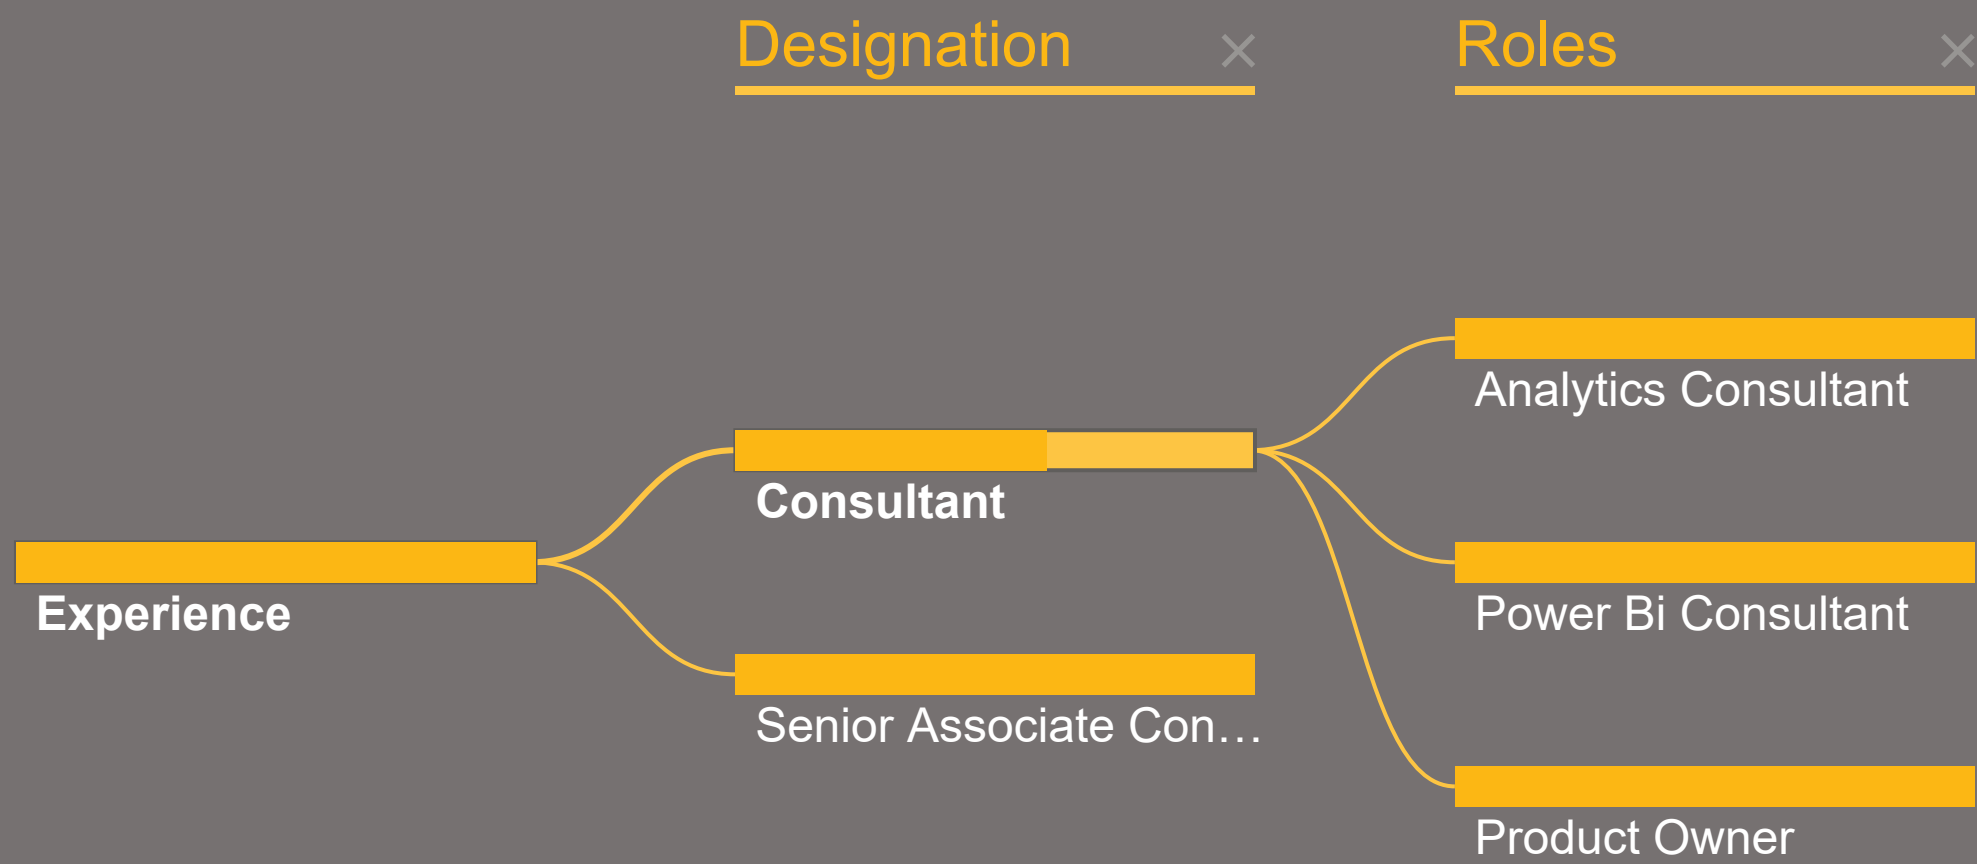 Designation
Roles
Experience
Consultant
Senior Associate Con…
Analytics Consultant
Power Bi Consultant
Product Owner